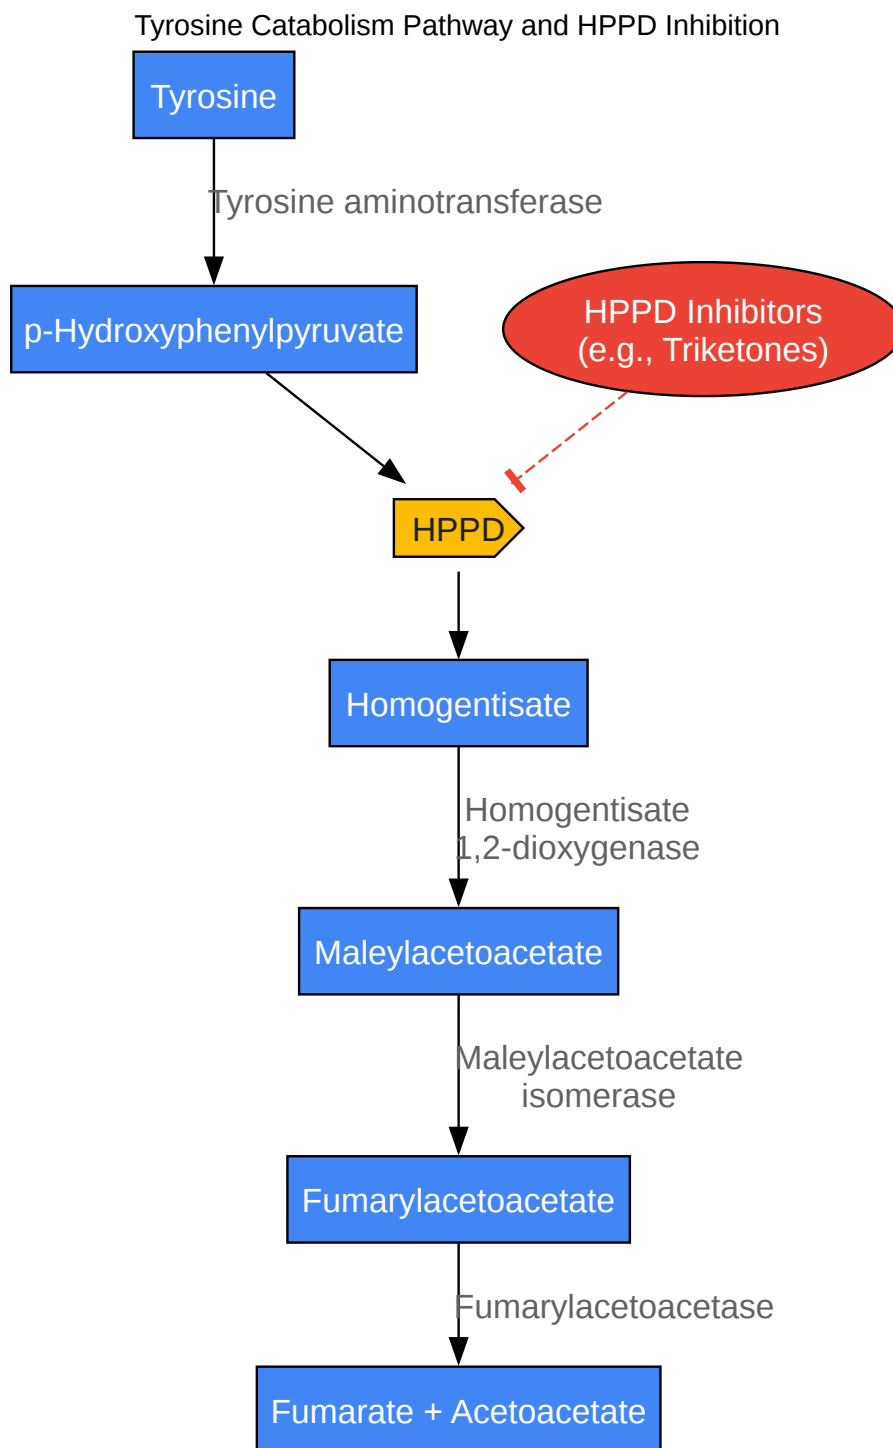 Tyrosine Catabolism Pathway and HPPD Inhibition
Tyrosine
Tyrosine aminotransferase
p-Hydroxyphenylpyruvate
HPPD Inhibitors
(e.g., Triketones)
HPPD
Homogentisate
Homogentisate
1,2-dioxygenase
Maleylacetoacetate
Maleylacetoacetate
isomerase
Fumarylacetoacetate
Fumarylacetoacetase
Fumarate + Acetoacetate